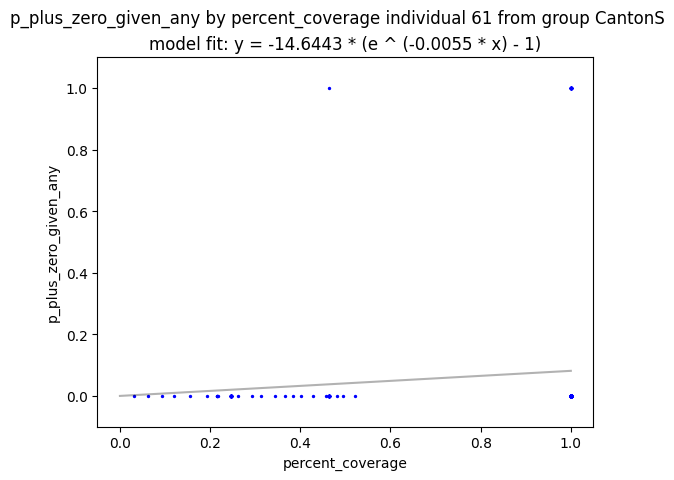 p_plus_zero_given_any by percent_coverage individual 61 from group CantonS
model fit: y = -14.6443 * (e ^ (-0.0055 * x) - 1)
1.0
0.8
0.6
0.4
0.2
0.0
p_plus_zero_given_any
0.0 0.2 0.4 0.6 0.8 1.0
percent_coverage